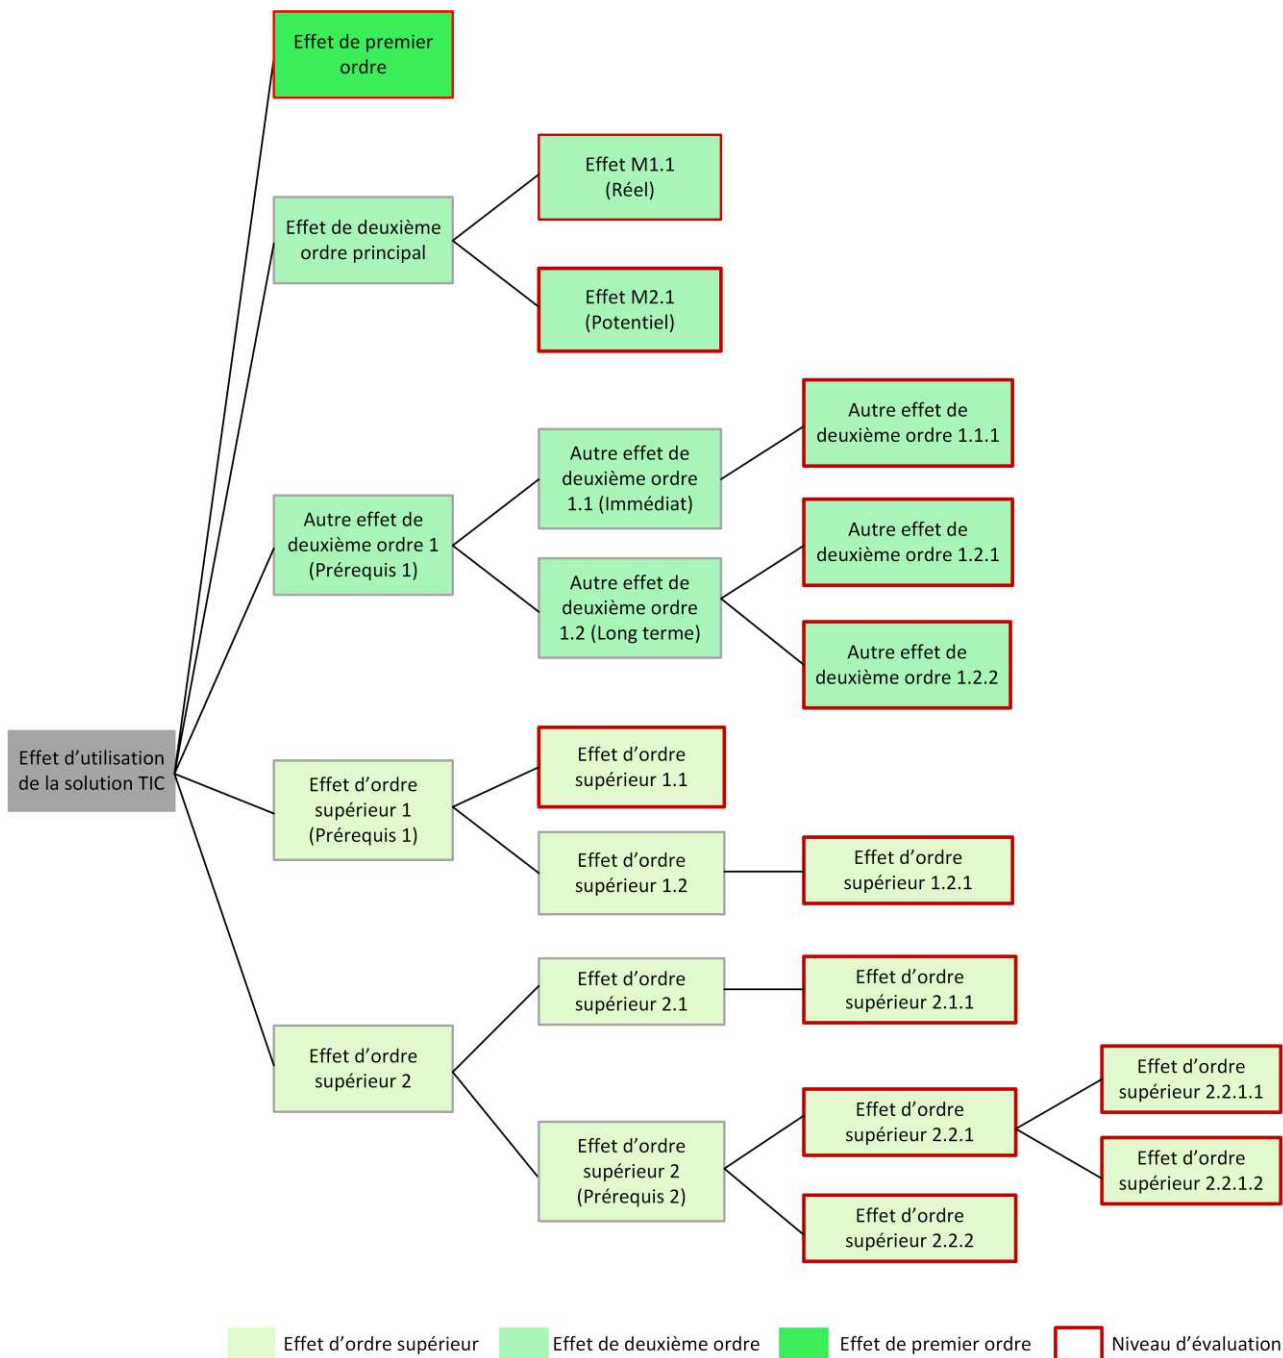 Effet de premier
ordre
Effet M1.1
(Réel)
Effet de deuxième
ordre principal
Effet M2.1
(Potentiel)
Autre effet de
deuxième ordre 1.1.1
Autre effet de
deuxième ordre
1.1 (Immédiat)
Autre effet de
deuxième ordre 1
(Prérequis 1)
Autre effet de
deuxième ordre 1.2.1
Autre effet de
deuxième ordre
1.2 (Long terme)
Autre effet de
deuxième ordre 1.2.2
Effet d’utilisation
de la solution TIC
Effet d’ordre
supérieur 1.1
Effet d’ordre
supérieur 1
(Prérequis 1)
Effet d’ordre
supérieur 1.2
Effet d’ordre
supérieur 1.2.1
Effet d’ordre
supérieur 2.1
Effet d’ordre
supérieur 2.1.1
Effet d’ordre
supérieur 2
Effet d’ordre
supérieur 2
(Prérequis 2)
Effet d’ordre
supérieur 2.2.1
Effet d’ordre
supérieur 2.2.1.1
Effet d’ordre
supérieur 2.2.1.2
Effet d’ordre
supérieur 2.2.2
Effet d’ordre supérieur
Effet de deuxième ordre
Effet de premier ordre
Niveau d’évaluation